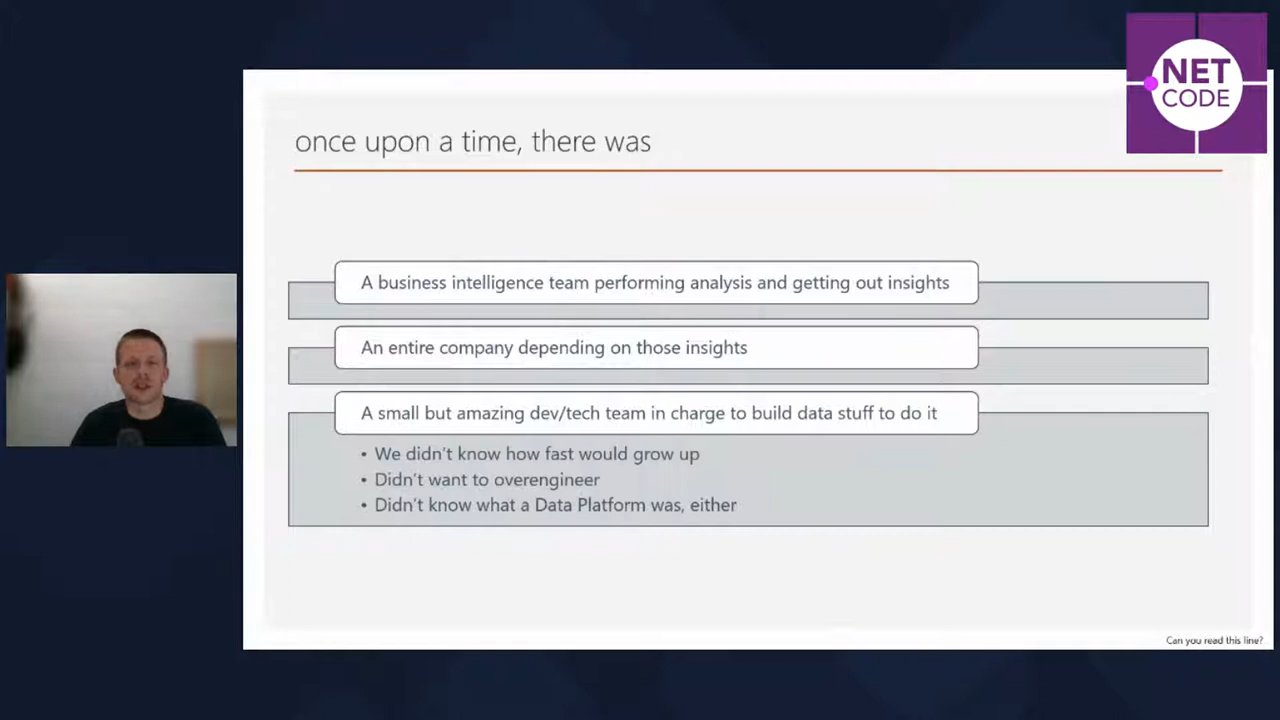 NET
CODE
once upon a time, there was
A business intelligence team performing analysis and getting out insights
An entire company depending on those insights
A small but amazing dev/tech team in charge to build data stuff to do it
• We didn't know how fast would grow up
• Didn't want to overengineer
• Didn't know what a Data Platform was, either
Can you read this line?